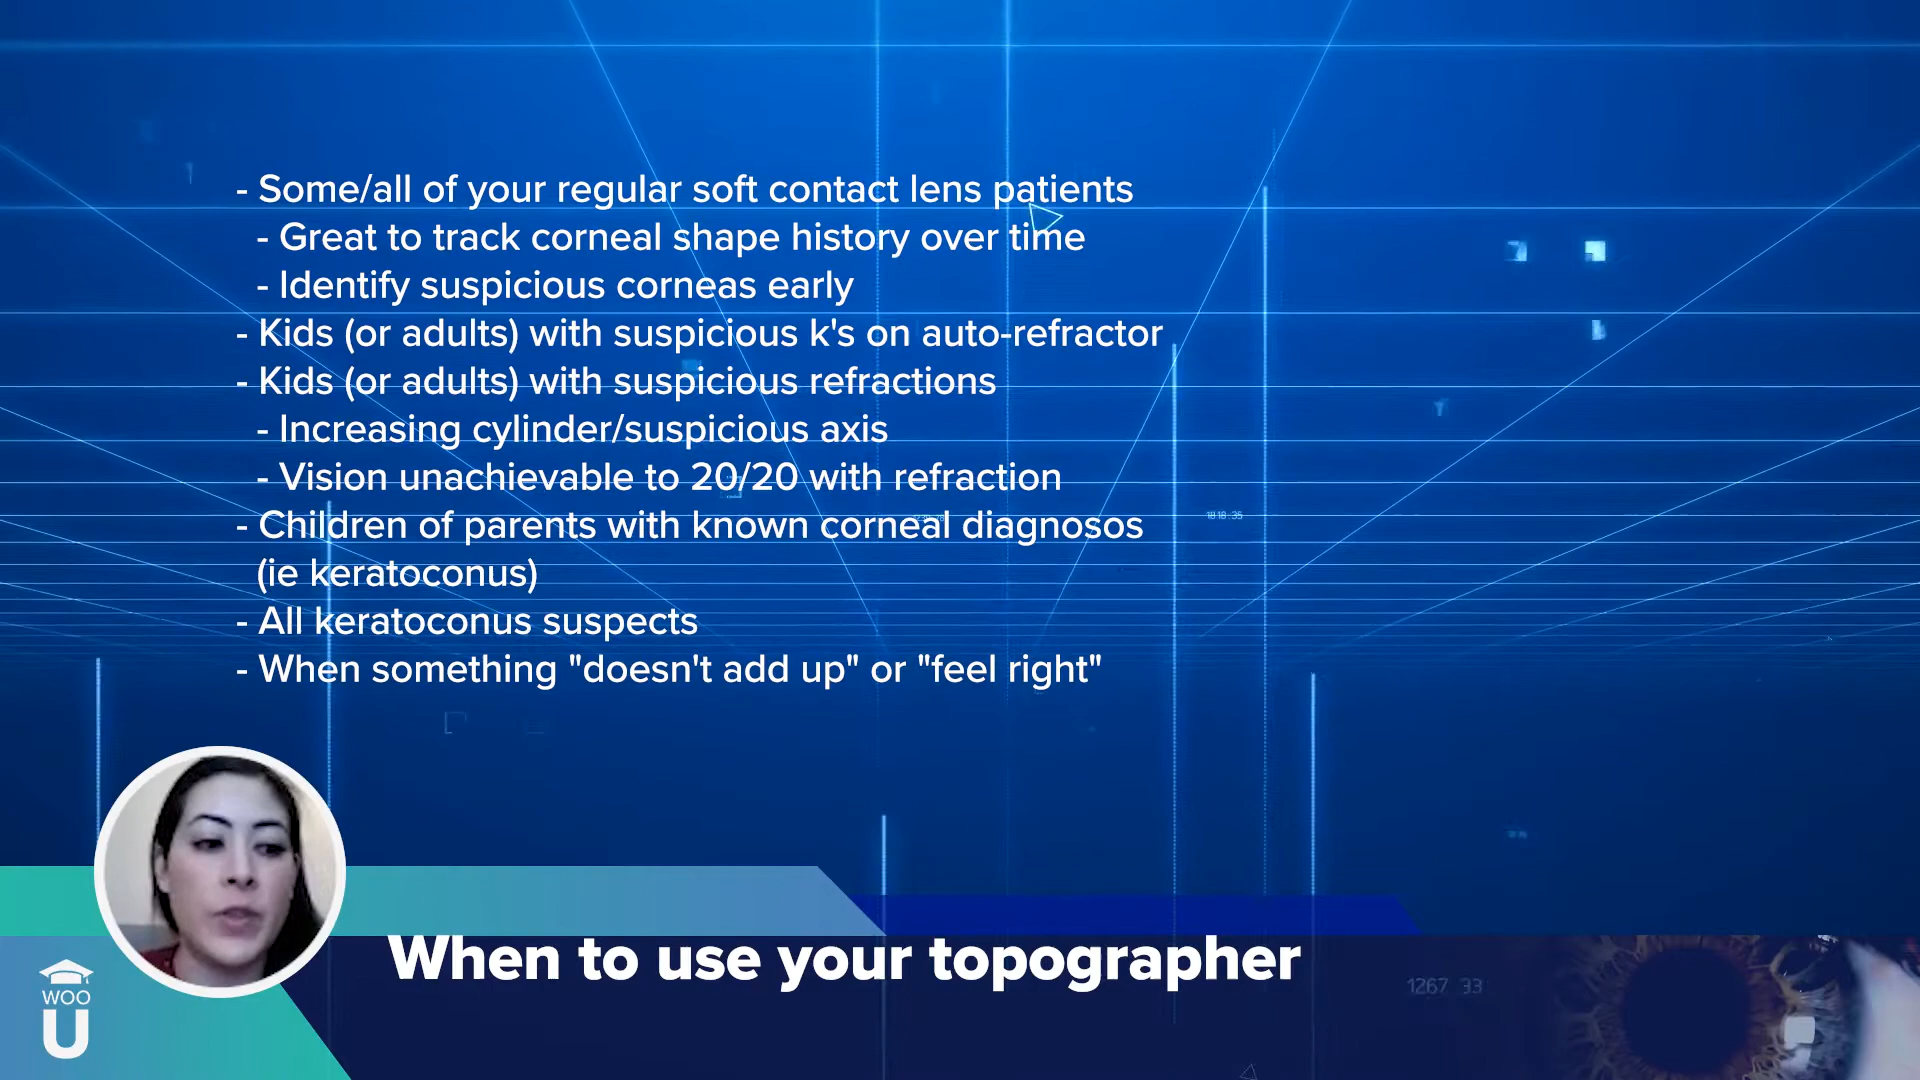 - Some/all of your regular soft contact lens patients
- Great to track corneal shape history over time
- Identify suspicious corneas early
- Kids (or adults) with suspicious k's on auto-refractor
- Kids (or adults) with suspicious refractions
- Increasing cylinder/suspicious axis
- Vision unachievable to 20/20 with refraction
- Children of parents with known corneal diagnosos
(ie keratoconus)
- All keratoconus suspects
- When something "doesn't add up" or "feel right"
1818:35
When to use your topographer
1267 33
WOO
U